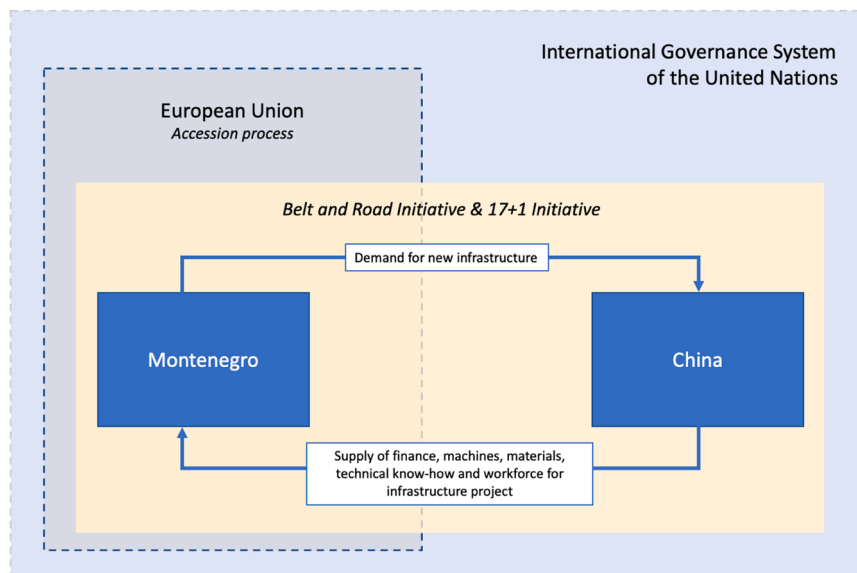 International Governance System
of the United Nations
European Union
Accession process
Belt and Road Initiative & 17+1 Initiative
Demand for new infrastructure
Montenegro
China
Supply of finance, machines, materials,
technical know-how and workforce for
infrastructure project